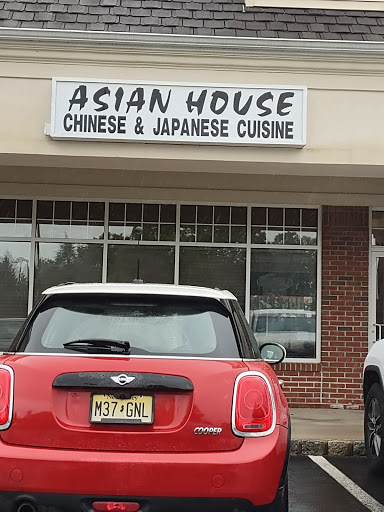 ASIAN HOUSE
CHINESE & JAPANESE CUISINE
M37 GNL
COOPER